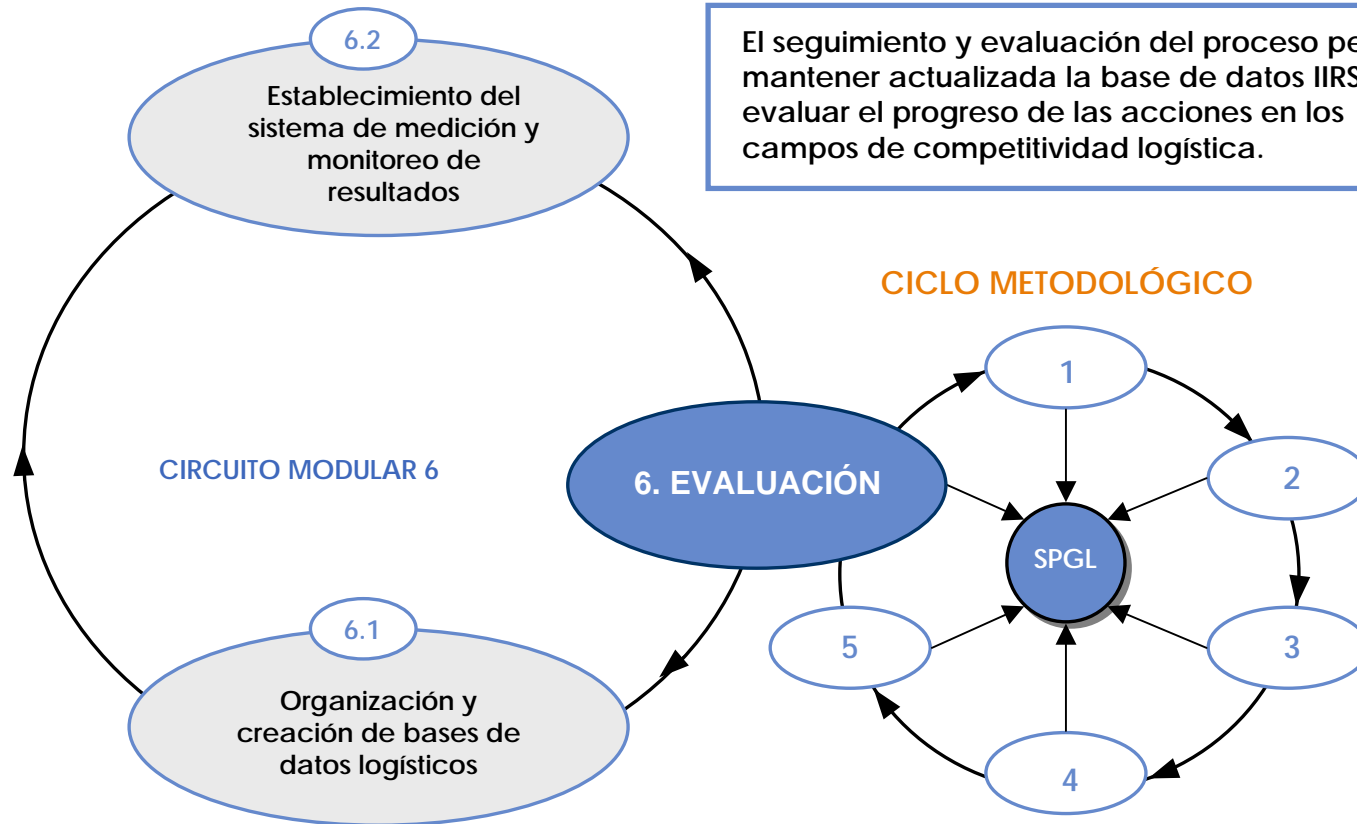 6.2
Establecimiento del
sistema de medición y
monitoreo de
resultados
El seguimiento y evaluación del proceso
mantener actualizada la base de datos
evaluar el progreso de las acciones en los
campos de competitividad logística.
CICLO METODOLÓGICO
1
2
3
4
5
SPGL
6. EVALUACIÓN
CIRCUITO MODULAR 6
6.1
Organización y
creación de bases de
datos logísticos